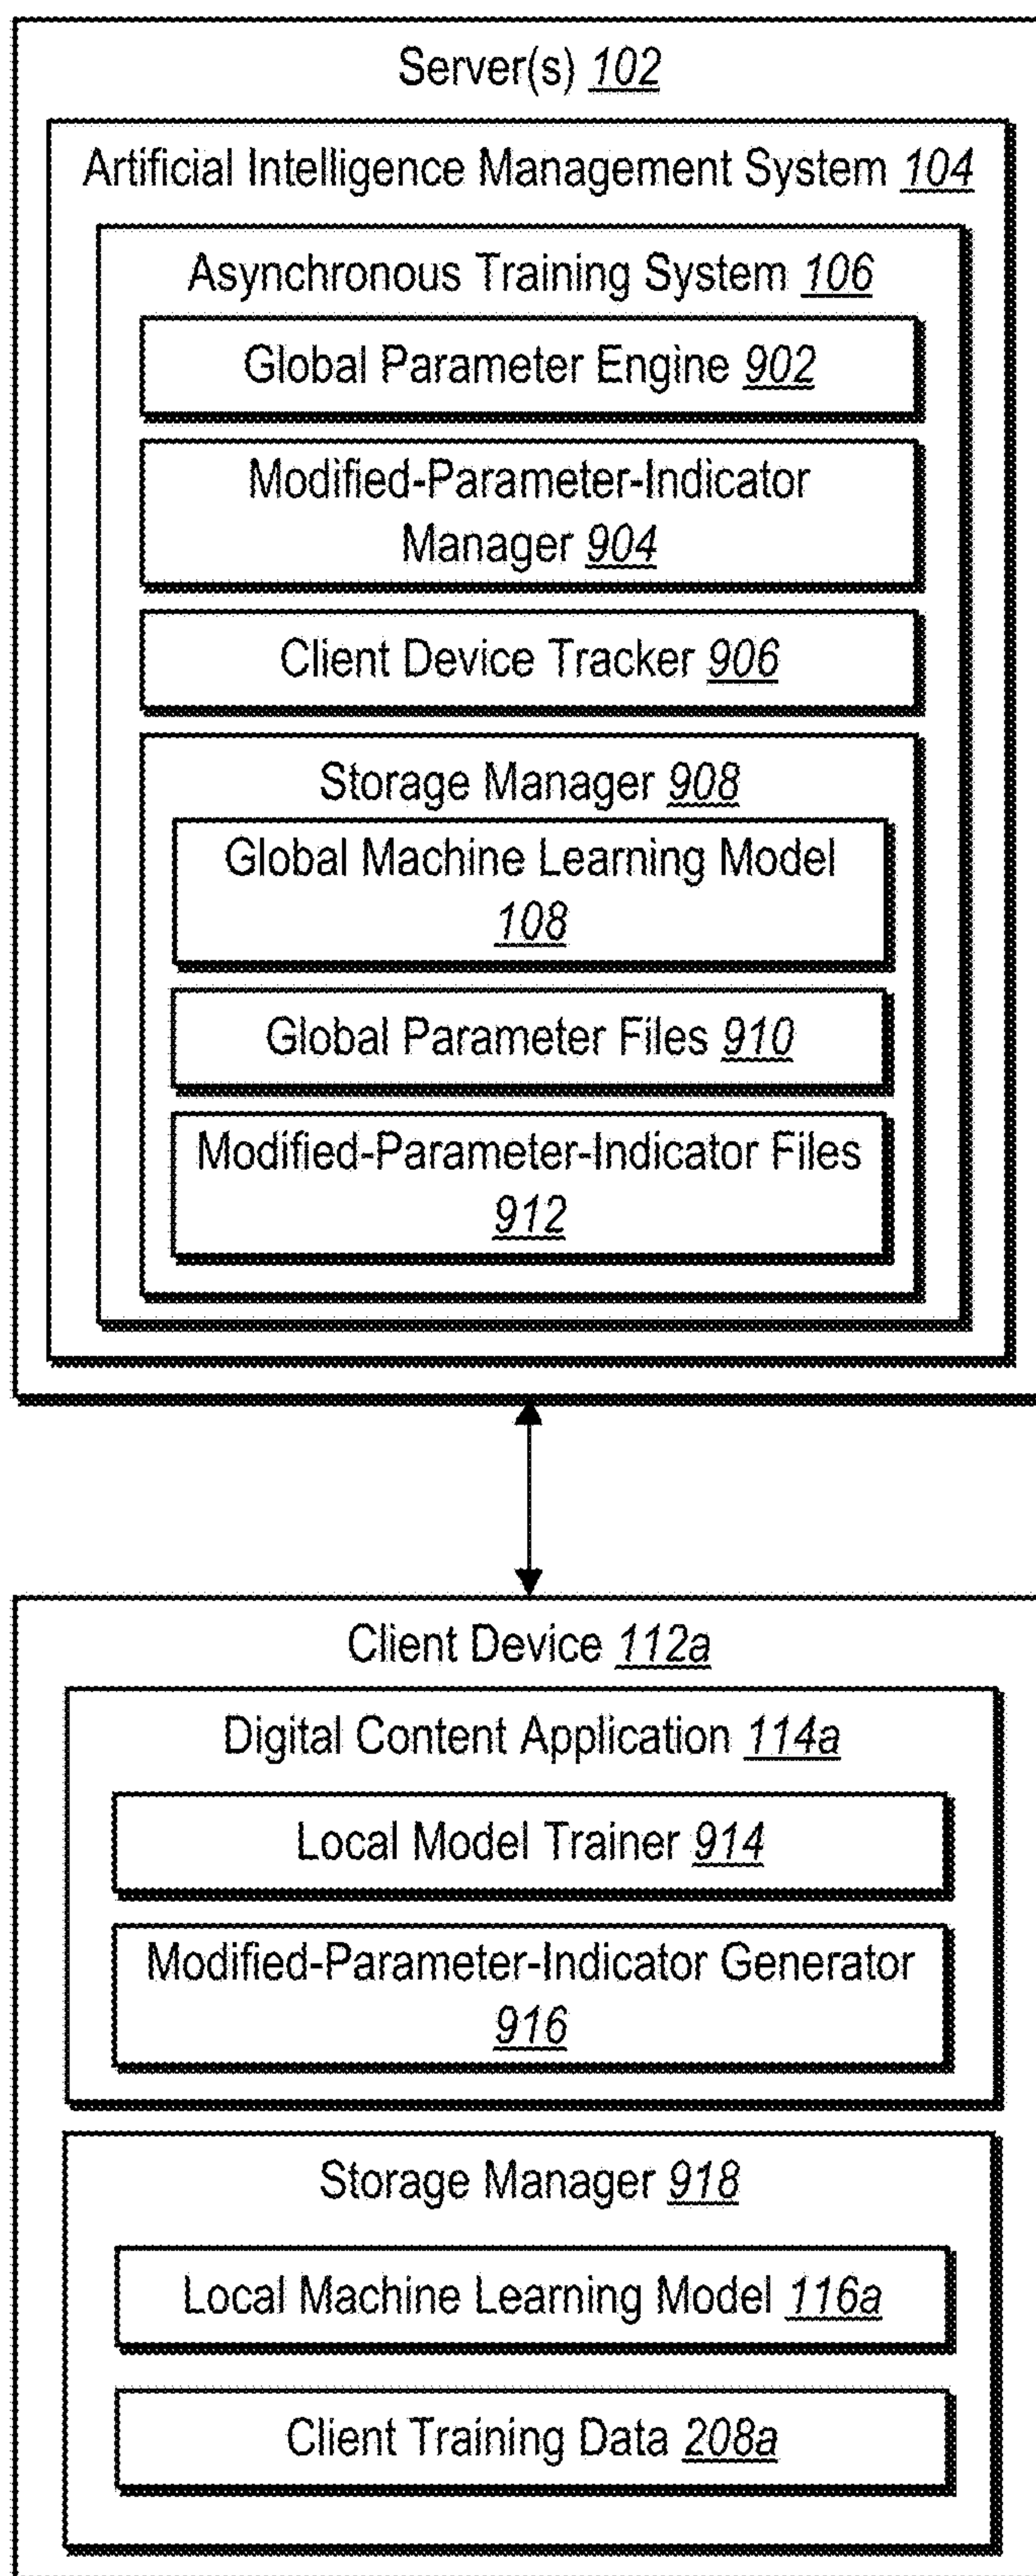 Server(s) 102
Artificial Intelligence Management System 104
Asynchronous Training System 106
Global Parameter Engine 902
Modified-Parameter-Indicator
Manager 904
Client Device Tracker 906
Storage Manager 908
Global Machine Learning Model
108
Global Parameter Files 910
Modified-Parameter-Indicator Files
912
Client Device 112a
Digital Content Application 114a
Local Model Trainer 914
Modified-Parameter-Indicator Generator
916
Storage Manager 918
Local Machine Learning Model 116a
Client Training Data 208a